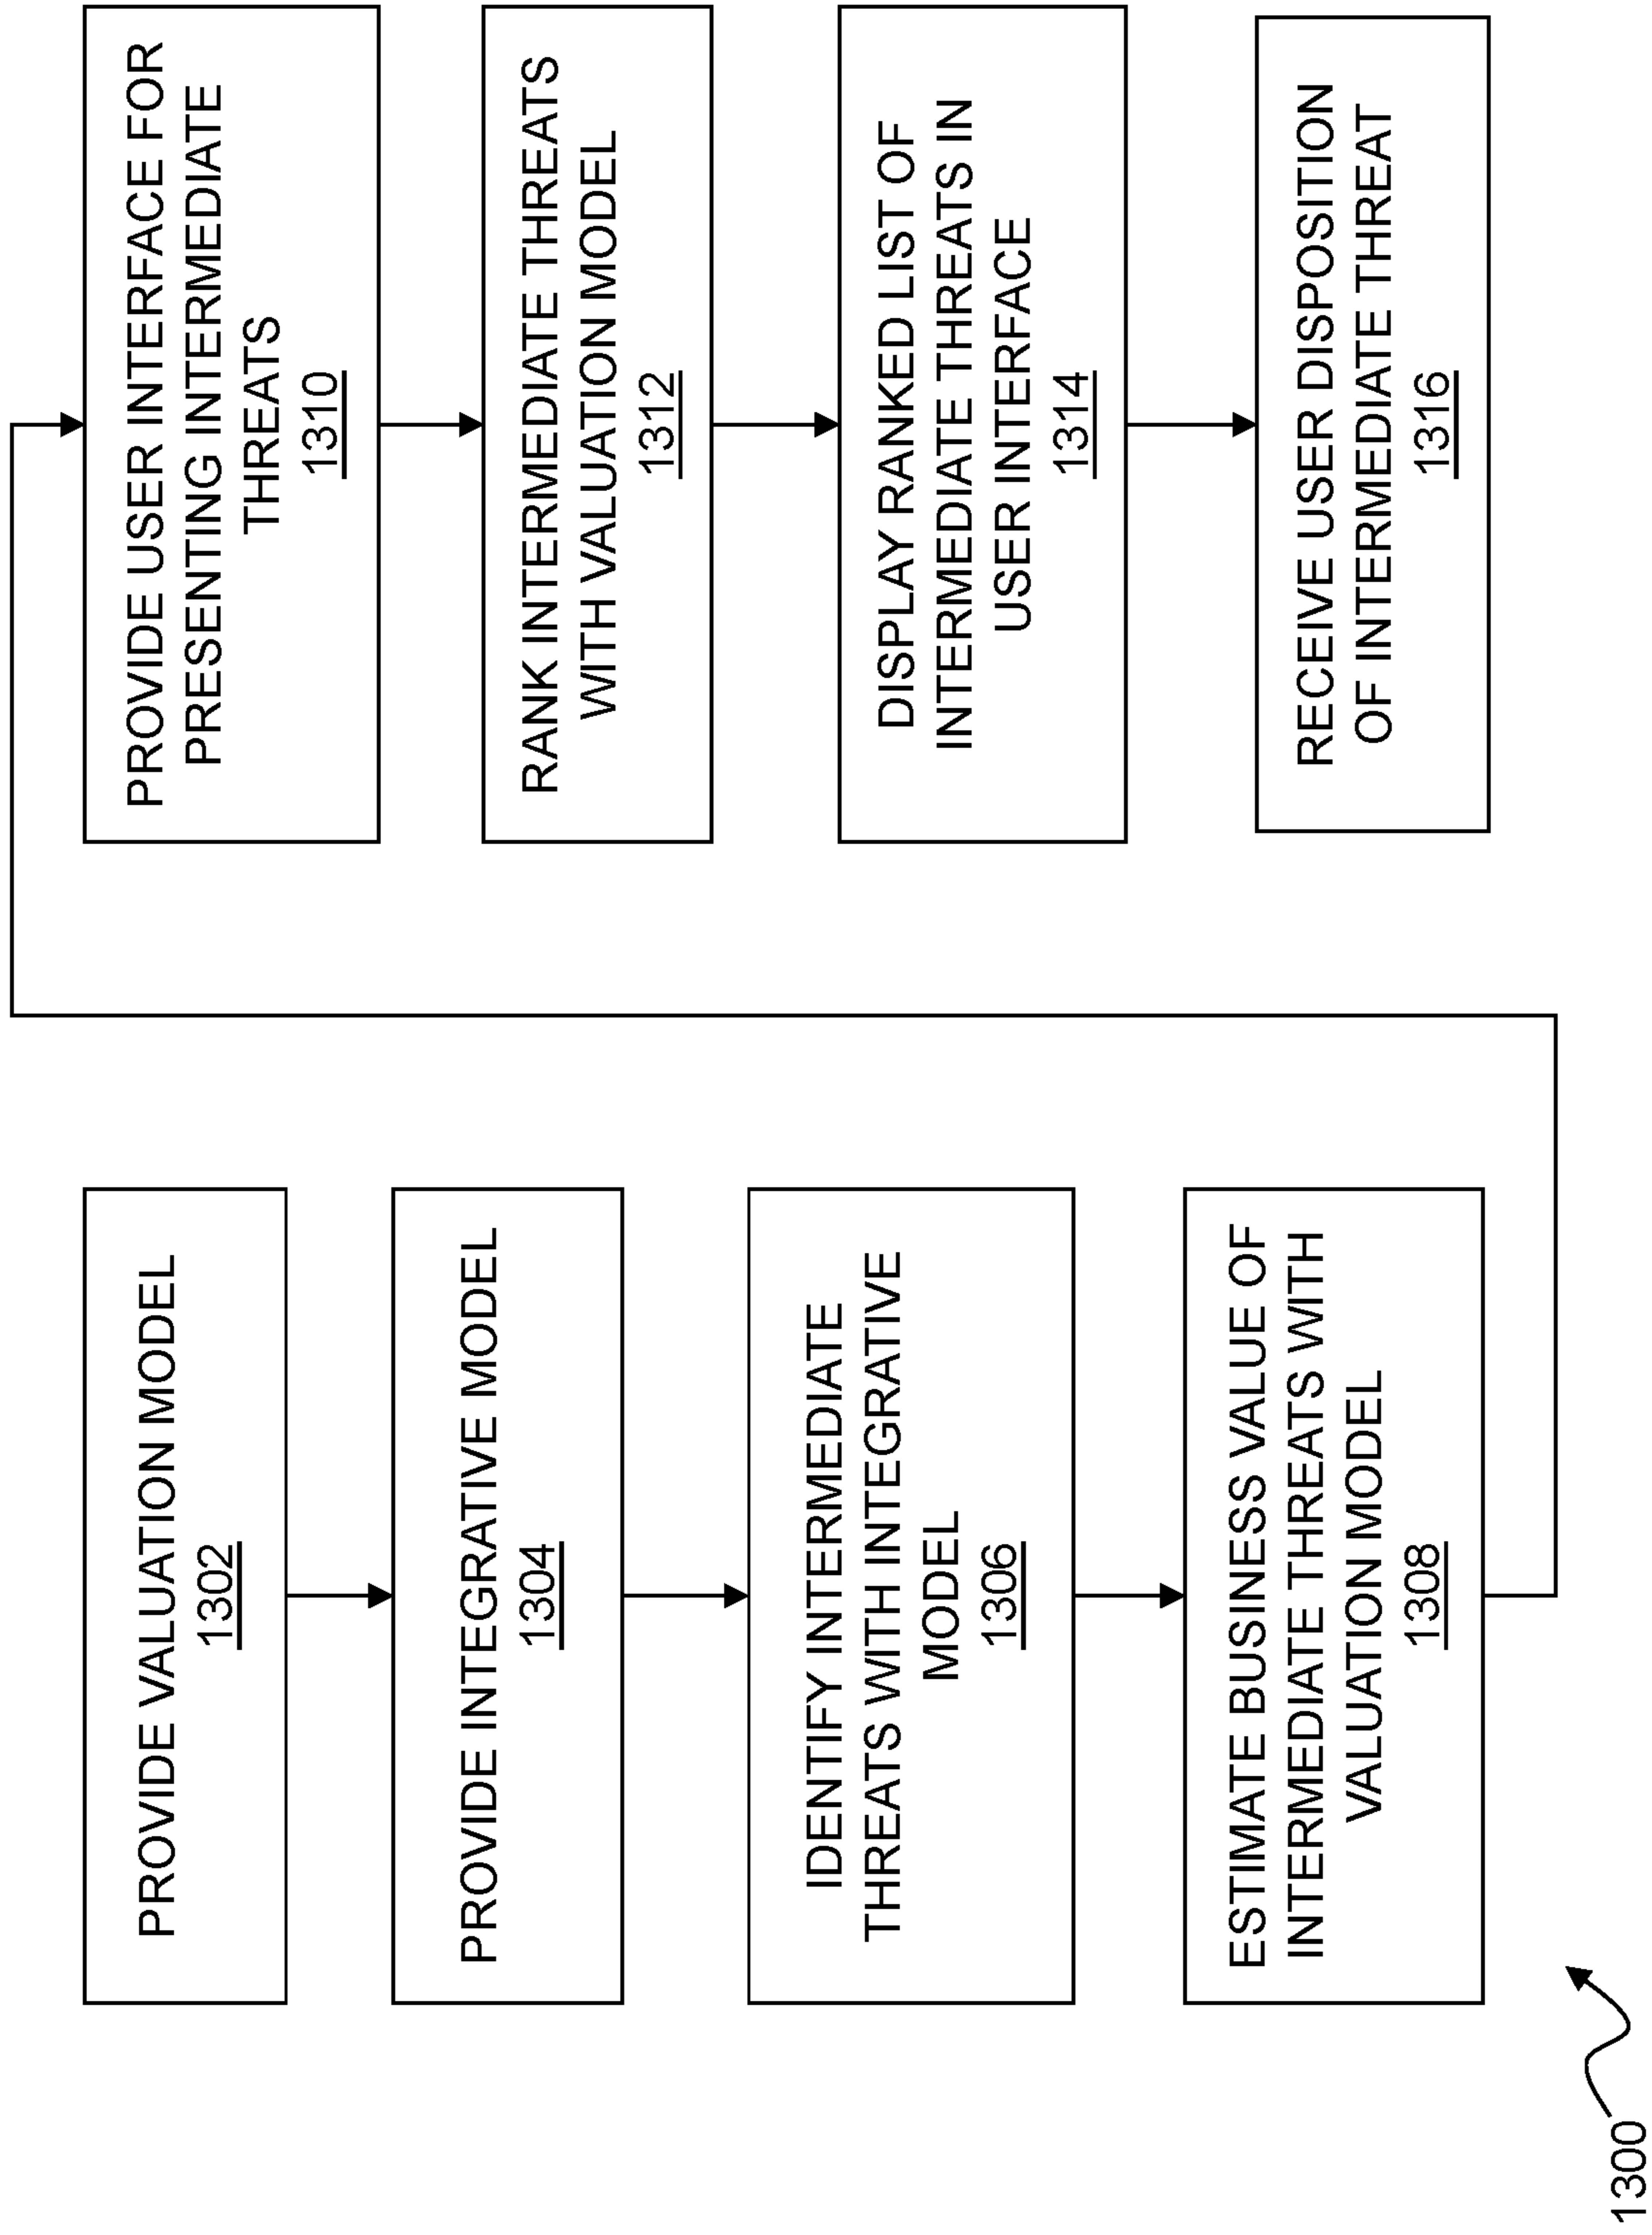 PROVIDE VALUATION MODEL
1302
PROVIDE INTEGRATIVE MODEL
1304
IDENTIFY INTERMEDIATE
THREATS WITH INTEGRATIVE
MODEL
1306
ESTIMATE BUSINESS VALUE OF
INTERMEDIATE THREATS WITH
VALUATION MODEL
1308
PROVIDE USER INTERFACE FOR
PRESENTING INTERMEDIATE
THREATS
1310
RANK INTERMEDIATE THREATS
WITH VALUATION MODEL
1312
DISPLAY RANKED LIST OF
INTERMEDIATE THREATS IN
USER INTERFACE
1314
RECEIVE USER DISPOSITION
OF INTERMEDIATE THREAT
1316
1300